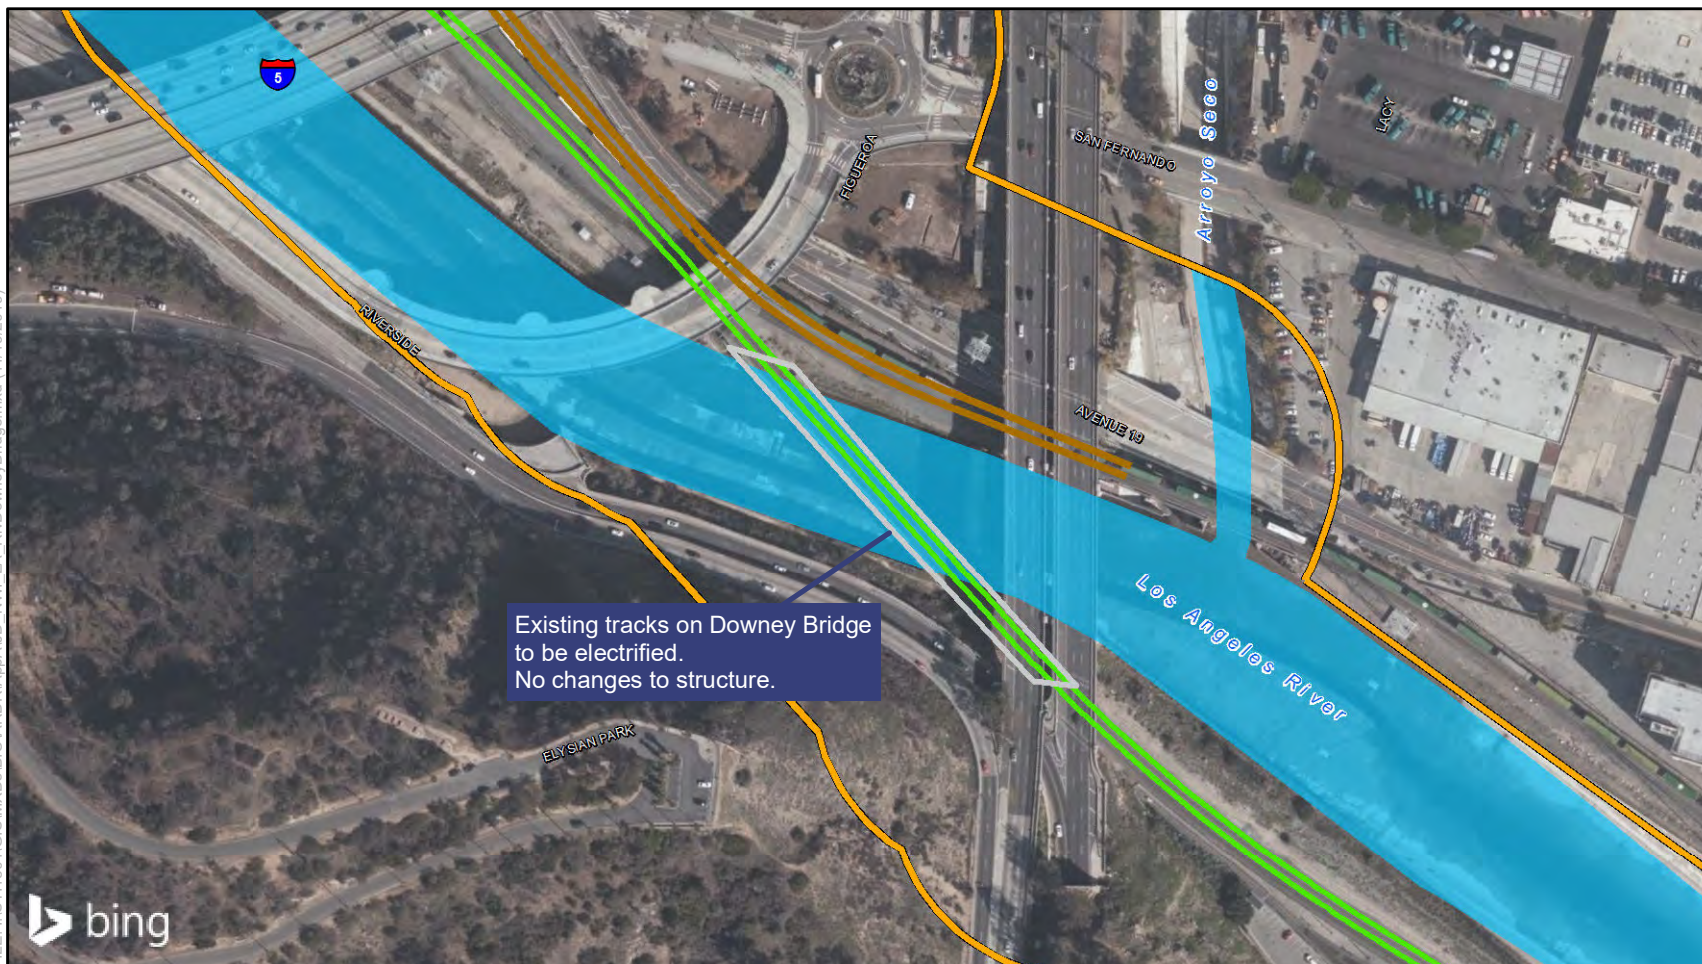 5
FIGUEROA
SAN FERNANDO
Arroyo Seco
LACY
RIVERSIDE
AVENUE 19
Existing tracks on Downey Bridge
to be electrified.
No changes to structure.
Los Angeles River
ELYSIAN PARK
bing